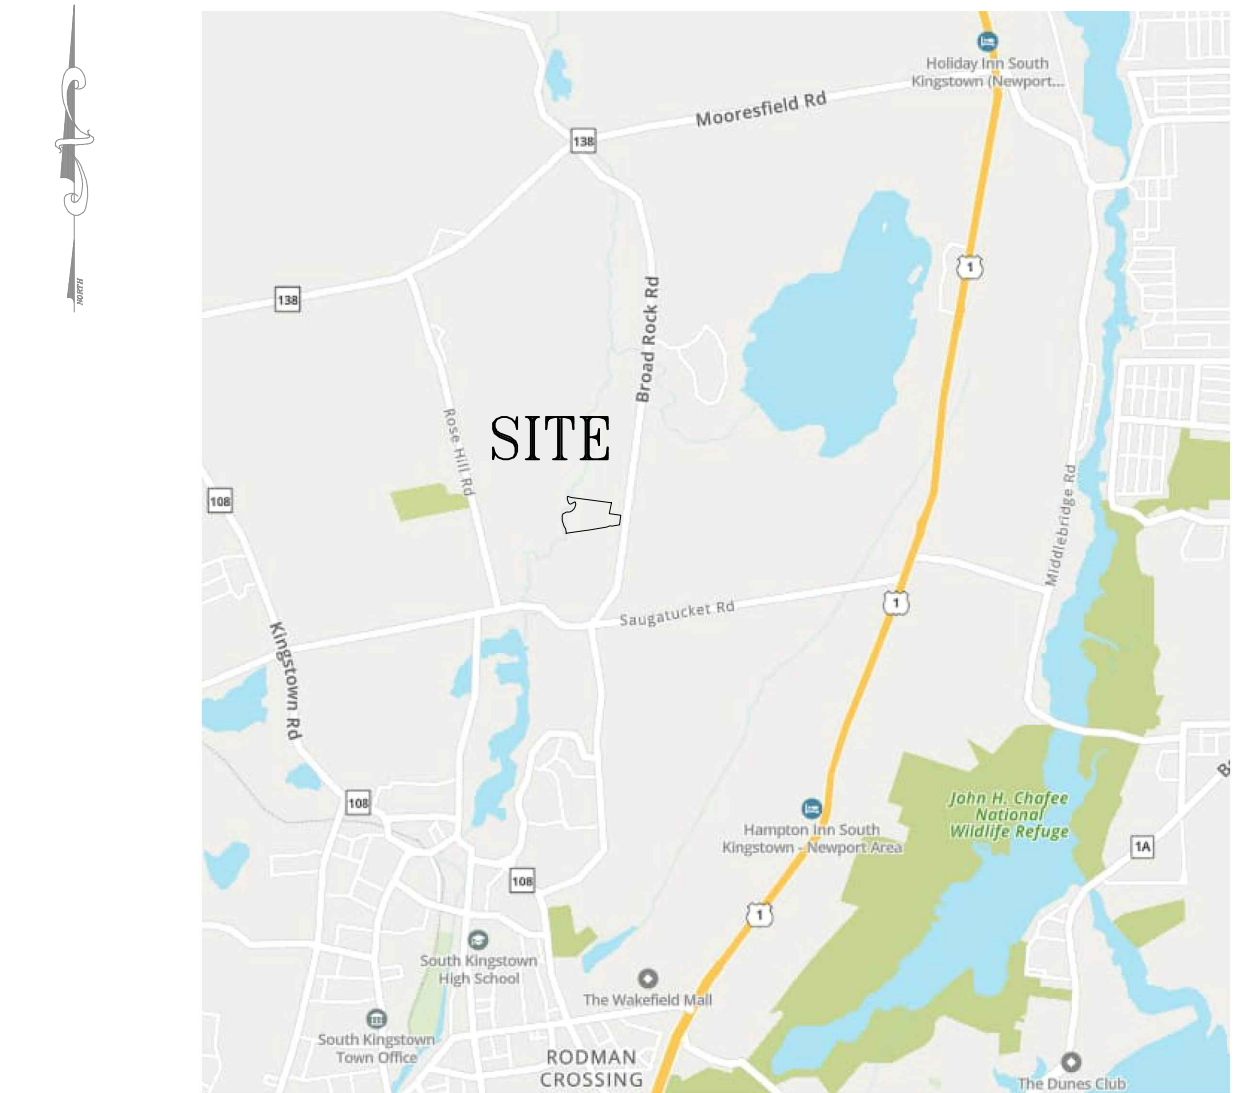 Holiday Inn South
Kingstown (Newport...
Mooresfield Rd
138
1
138
Broad Rock Rd
NORTH
Rose Hill Rd
SITE
108
Middlebridge Rd
1
Saugatucket Rd
Kingstown Rd
108
John H. Chafee
National
Wildlife Refuge
Hampton Inn South
Kingstown - Newport Area
1A
108
1
South Kingstown
High School
The Wakefield Mall
South Kingstown
Town Office
RODMAN
CROSSING
The Dunes Club